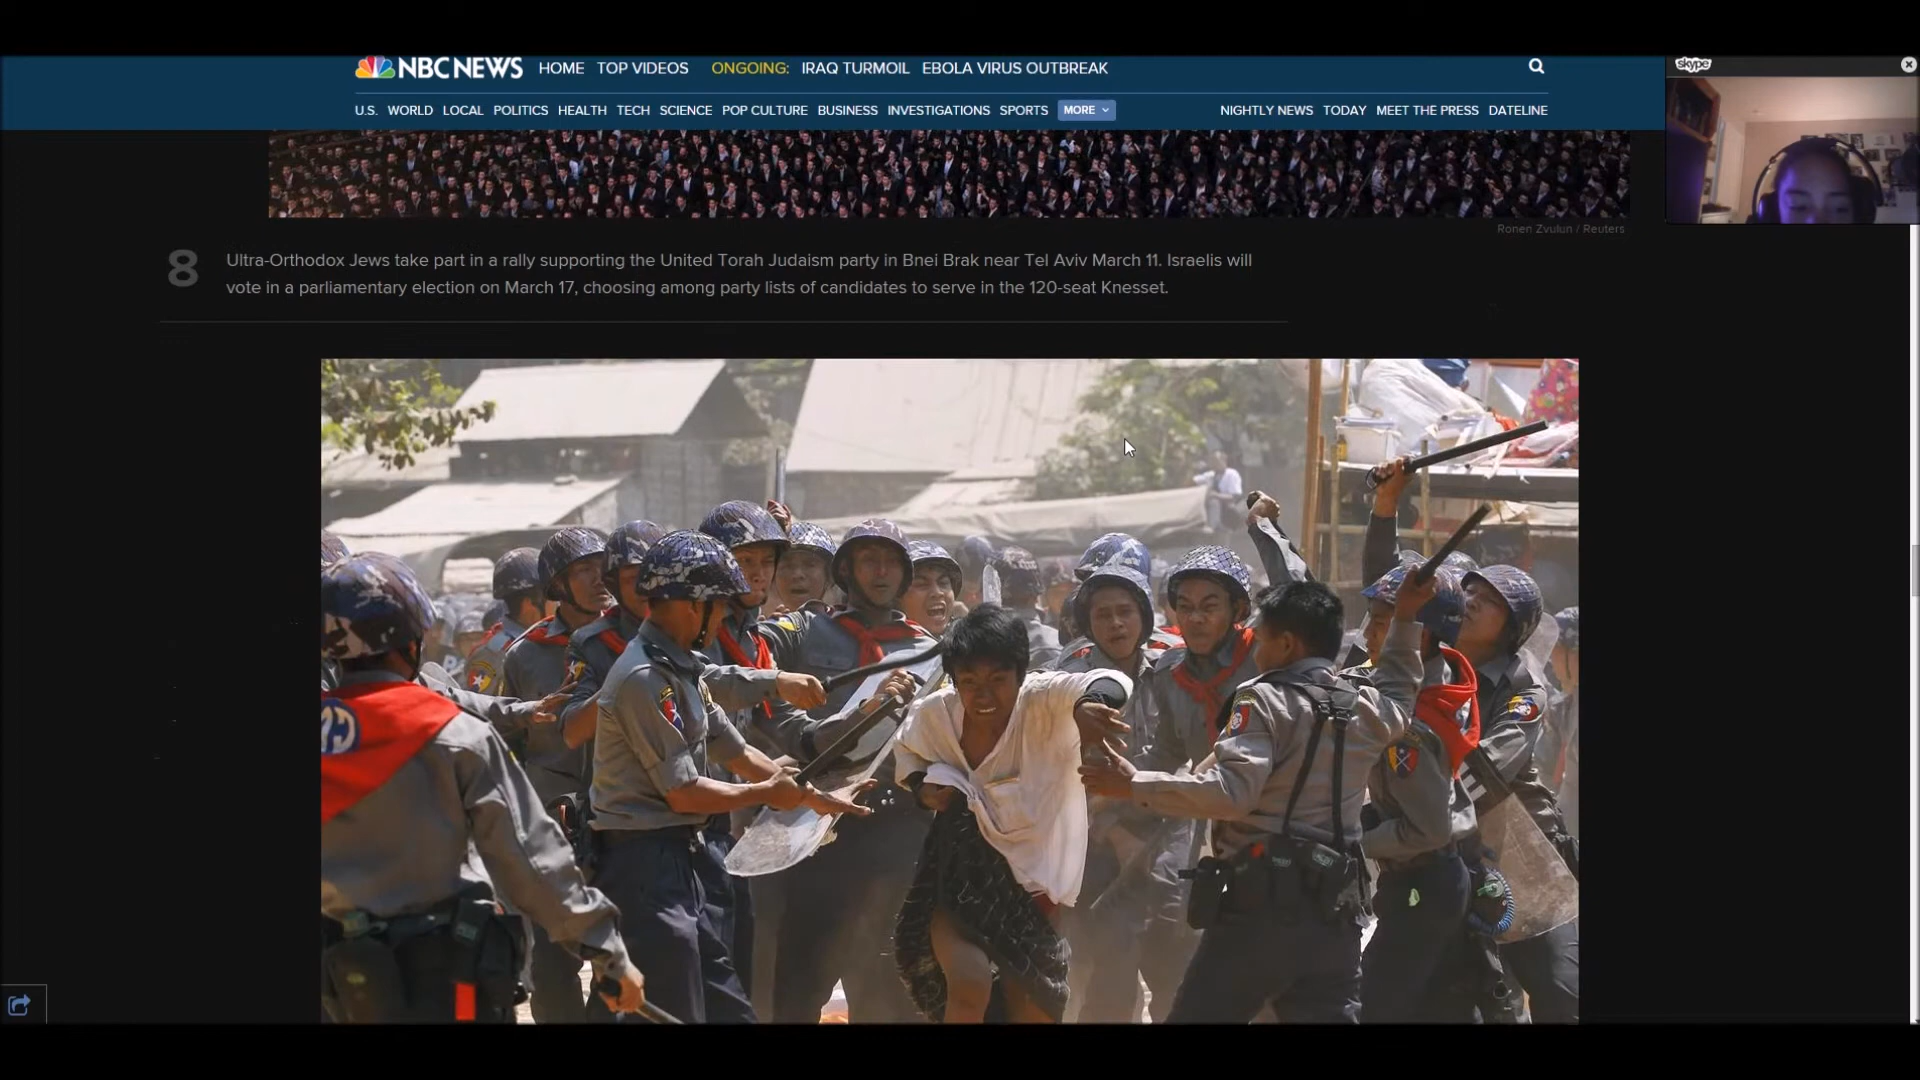 NBC NEWS HOME TOP VIDEOS ONGOING: IRAQ TURMOIL EBOLA VIRUS OUTBREAK
skype
U.S. WORLD LOCAL POLITICS HEALTH TECH SCIENCE POP CULTURE BUSINESS INVESTIGATIONS SPORTS MORE NIGHTLY NEWS TODAY MEET THE PRESS DATELINE
Ronen Zvulun / Reuters
8 Ultra-Orthodox Jews take part in a rally supporting the United Torah Judaism party in Bnei Brak near Tel Aviv March 11. Israelis will
vote in a parliamentary election on March 17, choosing among party lists of candidates to serve in the 120-seat Knesset.